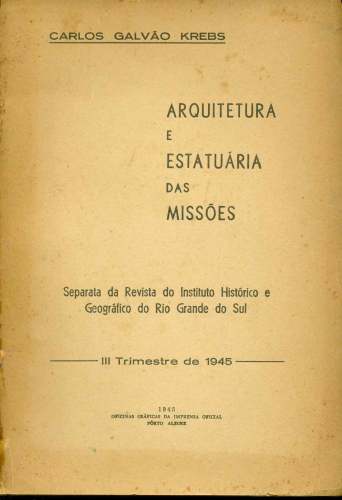 CARLOS GALVÃO KREBS
ARQUITETURA
E
ESTATUÁRIA
DAS
MISSÕES
Separata da Revista do Instituto Histórico e
Geográfico do Rio Grande do Sul
III Trimestre de 1945
1945
OFICINAS GRÁFICAS DA IMPRENSA OFICIAL
PÔRTO ALEGRE